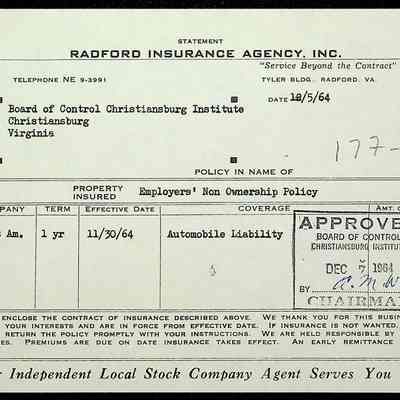 STATEMENT
RADFORD INSURANCE AGENCY, INC.
"Service Beyond the Contract"
TELEPHONE NE 9-3991
TYLER BLDG., RADFORD, VA.
DATE 12/5/64
Board of Control Christiansburg Institute
Christiansburg
Virginia
177-
POLICY IN NAME OF
PROPERTY INSURED Employers' Non Ownership Policy
PANY TERM EFFECTIVE DATE COVERAGE AMT. O
Am. 1 yr 11/30/64 Automobile Liability
APPROVE
BOARD OF CONTROL
CHRISTIANSBURG INSTITUT
DEC 7 1964
BY
CHAIRMA
ENCLOSE THE CONTRACT OF INSURANCE DESCRIBED ABOVE. WE THANK YOU FOR THIS BUSIN
YOUR INTERESTS AND ARE IN FORCE FROM EFFECTIVE DATE. IF INSURANCE IS NOT WANTED,
RETURN THE POLICY PROMPTLY WITH YOUR INSTRUCTIONS. WE ARE HELD RESPONSIBLE BY
ES. PREMIUMS ARE DUE ON DATE INSURANCE TAKES EFFECT. AN EARLY REMITTANCE
r Independent Local Stock Company Agent Serves You